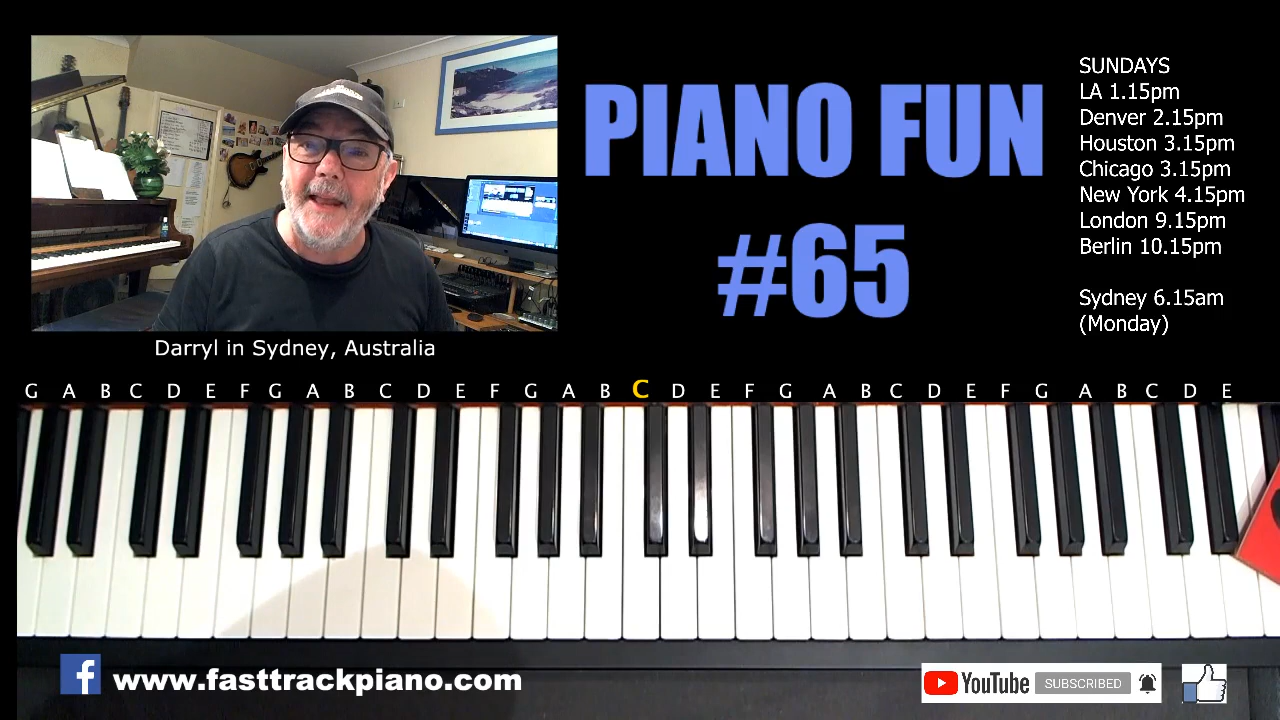 PIANO FUN
#65
SUNDAYS
LA 1.15pm
Denver 2.15pm
Houston 3.15pm
Chicago 3.15pm
New York 4.15pm
London 9.15pm
Berlin 10.15pm
Sydney 6.15am
(Monday)
Darryl in Sydney, Australia
G A B C D E F G A B C D E F G A B C D E F G A B C D E F G A B C D E
f www.fasttrackpiano.com
YouTube SUBSCRIBED